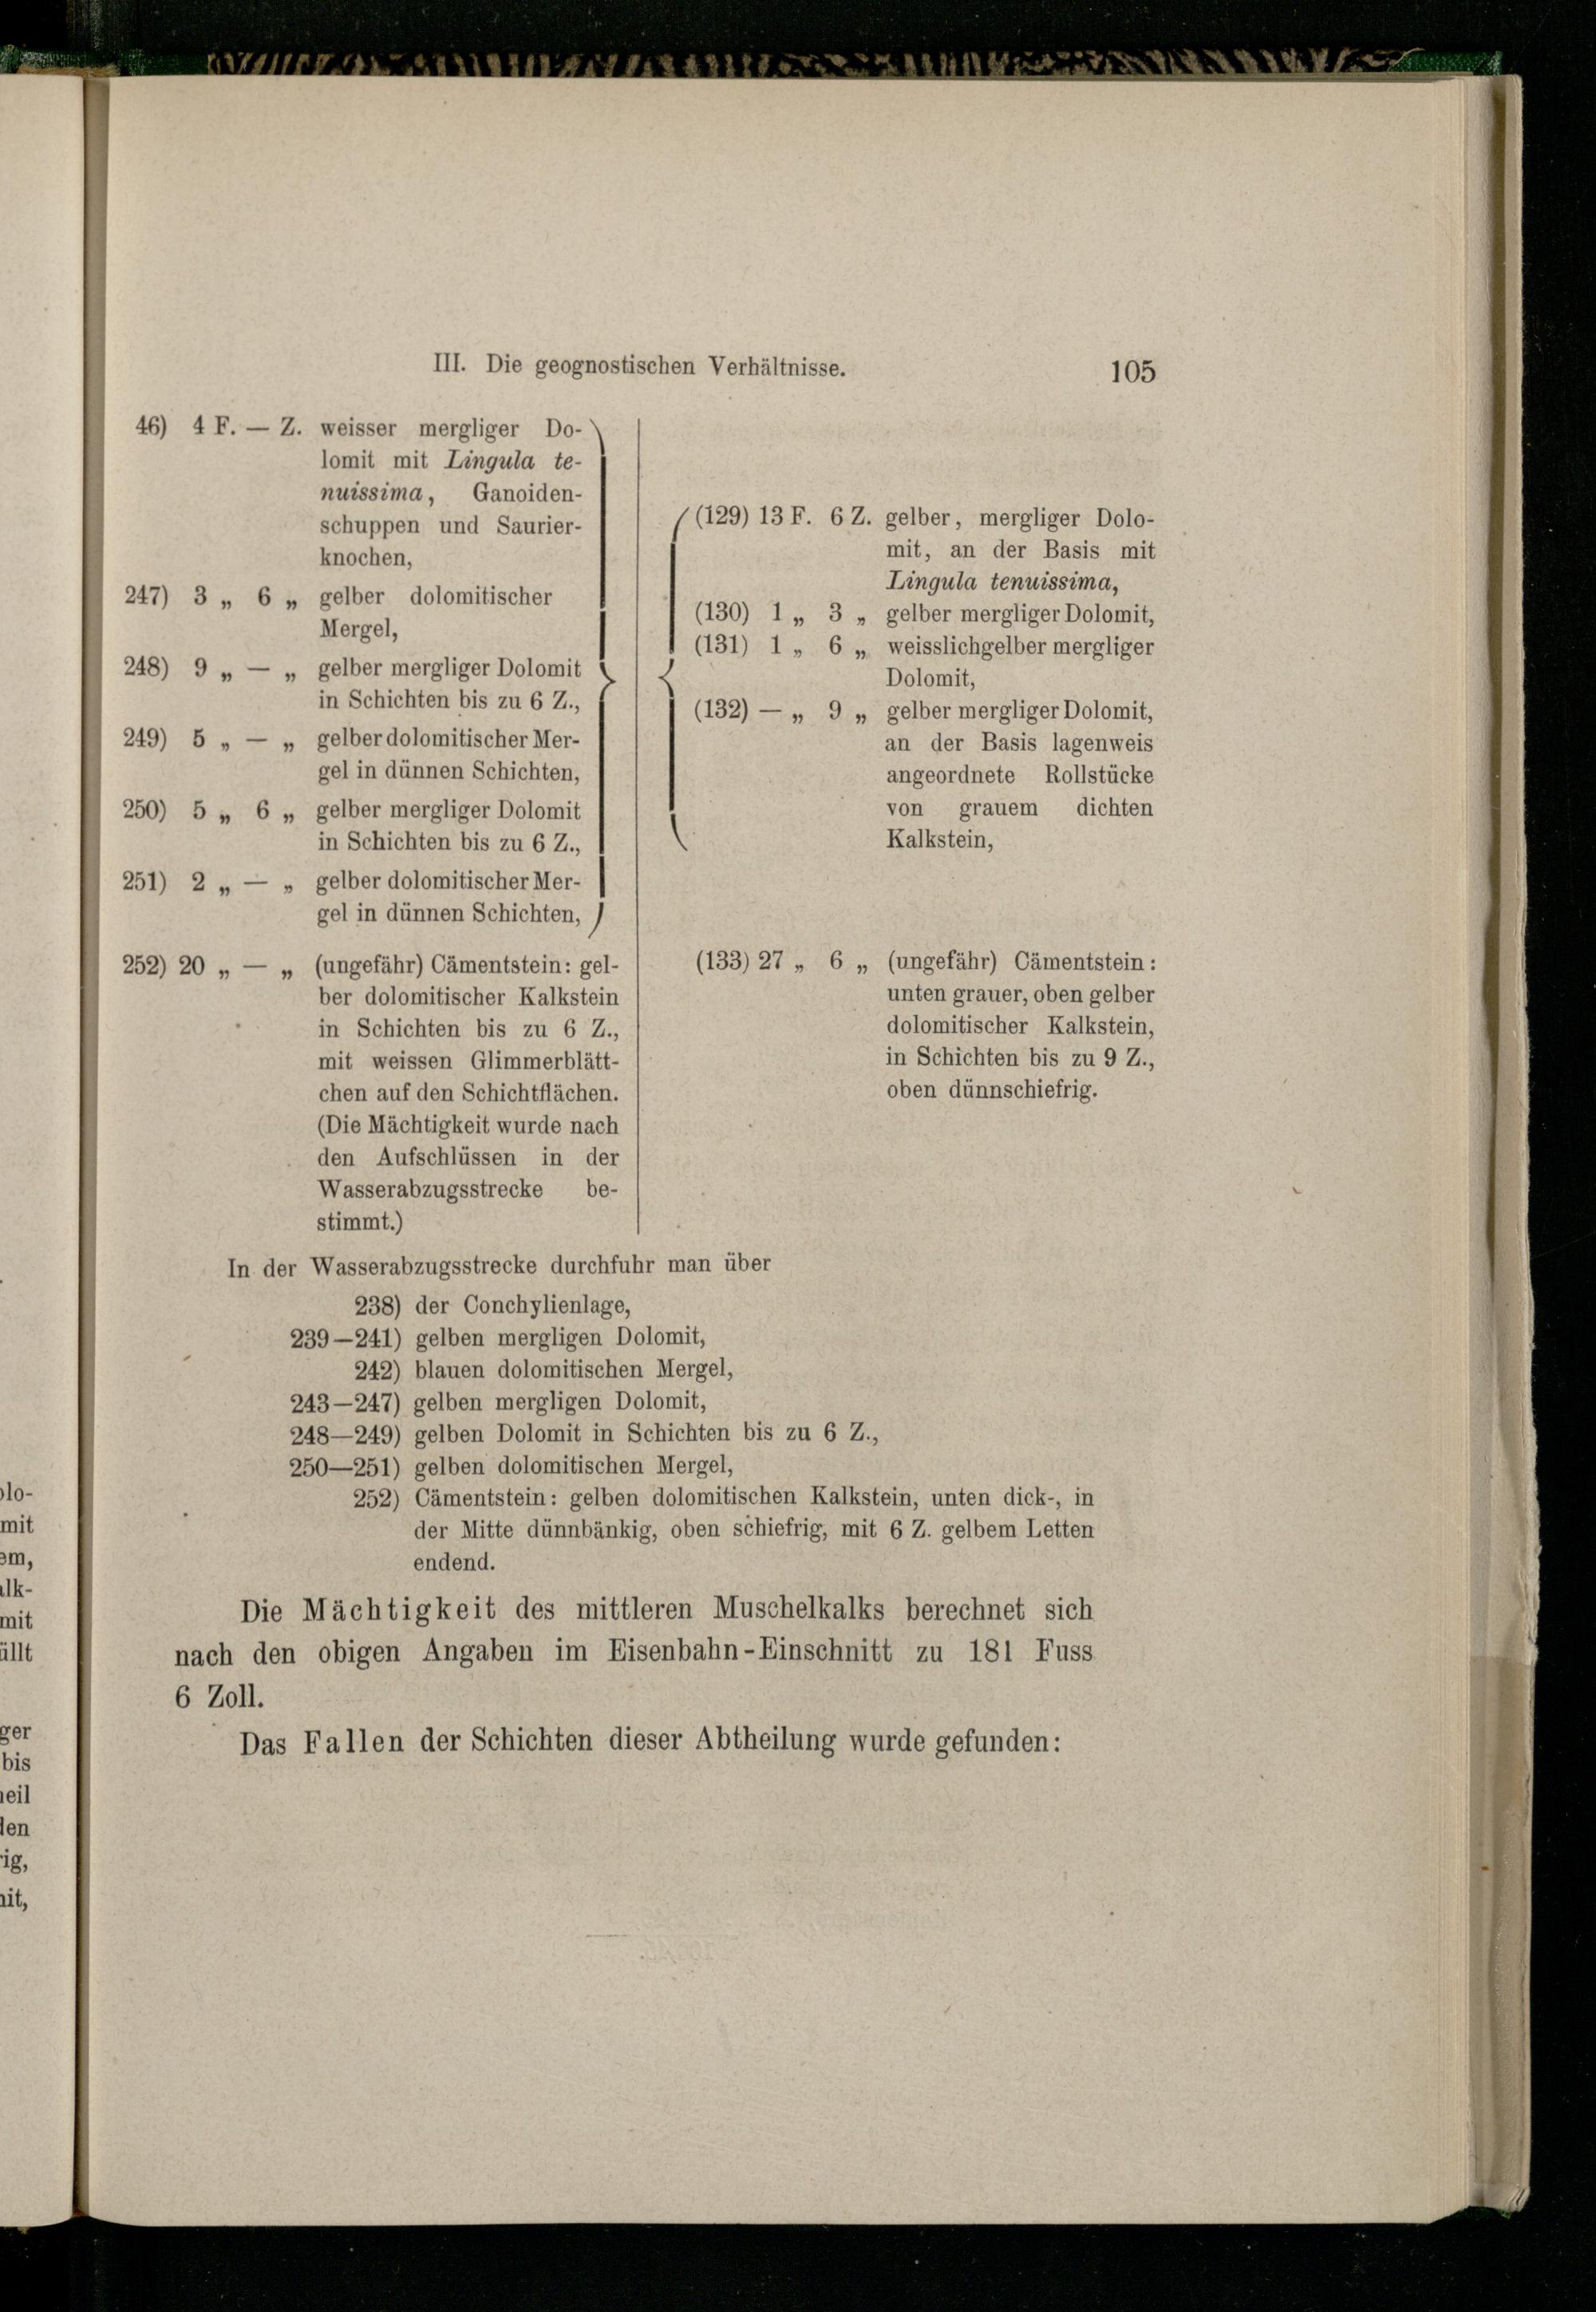 III. Die geognostischen Verhältnisse. 105
46) 4 F. — Z. weisser mergliger Do-
lomit mit Lingula te-
nuissima, Ganoiden-
schuppen und Saurier-
knochen,
247) 3 „ 6 „ gelber dolomitischer
Mergel,
248) 9 „ — „ gelber mergliger Dolomit
in Schichten bis zu 6 Z.,
249) 5 „ — „ gelber dolomitischer Mer-
gel in dünnen Schichten,
250) 5 „ 6 „ gelber mergliger Dolomit
in Schichten bis zu 6 Z.,
251) 2 „ — „ gelber dolomitischer Mer-
gel in dünnen Schichten,
252) 20 „ — „ (ungefähr) Cämentstein: gel-
ber dolomitischer Kalkstein
in Schichten bis zu 6 Z.,
mit weissen Glimmerblätt-
chen auf den Schichtflächen.
(Die Mächtigkeit wurde nach
den Aufschlüssen in der
Wasserabzugsstrecke be-
stimmt.)
(129) 13 F. 6 Z. gelber, mergliger Dolo-
mit, an der Basis mit
Lingula tenuissima,
(130) 1 „ 3 „ gelber mergliger Dolomit,
(131) 1 „ 6 „ weisslichgelber mergliger
Dolomit,
(132) — „ 9 „ gelber mergliger Dolomit,
an der Basis lagenweis
angeordnete Rollstücke
von grauem dichten
Kalkstein,
(133) 27 „ 6 „ (ungefähr) Cämentstein:
unten grauer, oben gelber
dolomitischer Kalkstein,
in Schichten bis zu 9 Z.,
oben dünnschiefrig.
In der Wasserabzugsstrecke durchfuhr man über
238) der Conchylienlage,
239—241) gelben mergligen Dolomit,
242) blauen dolomitischen Mergel,
243—247) gelben mergligen Dolomit,
248—249) gelben Dolomit in Schichten bis zu 6 Z.,
250—251) gelben dolomitischen Mergel,
252) Cämentstein: gelben dolomitischen Kalkstein, unten dick-, in
der Mitte dünnbänkig, oben schiefrig, mit 6 Z. gelbem Letten
endend.
Die Mächtigkeit des mittleren Muschelkalks berechnet sich
nach den obigen Angaben im Eisenbahn-Einschnitt zu 181 Fuss
6 Zoll.
Das Fallen der Schichten dieser Abtheilung wurde gefunden: